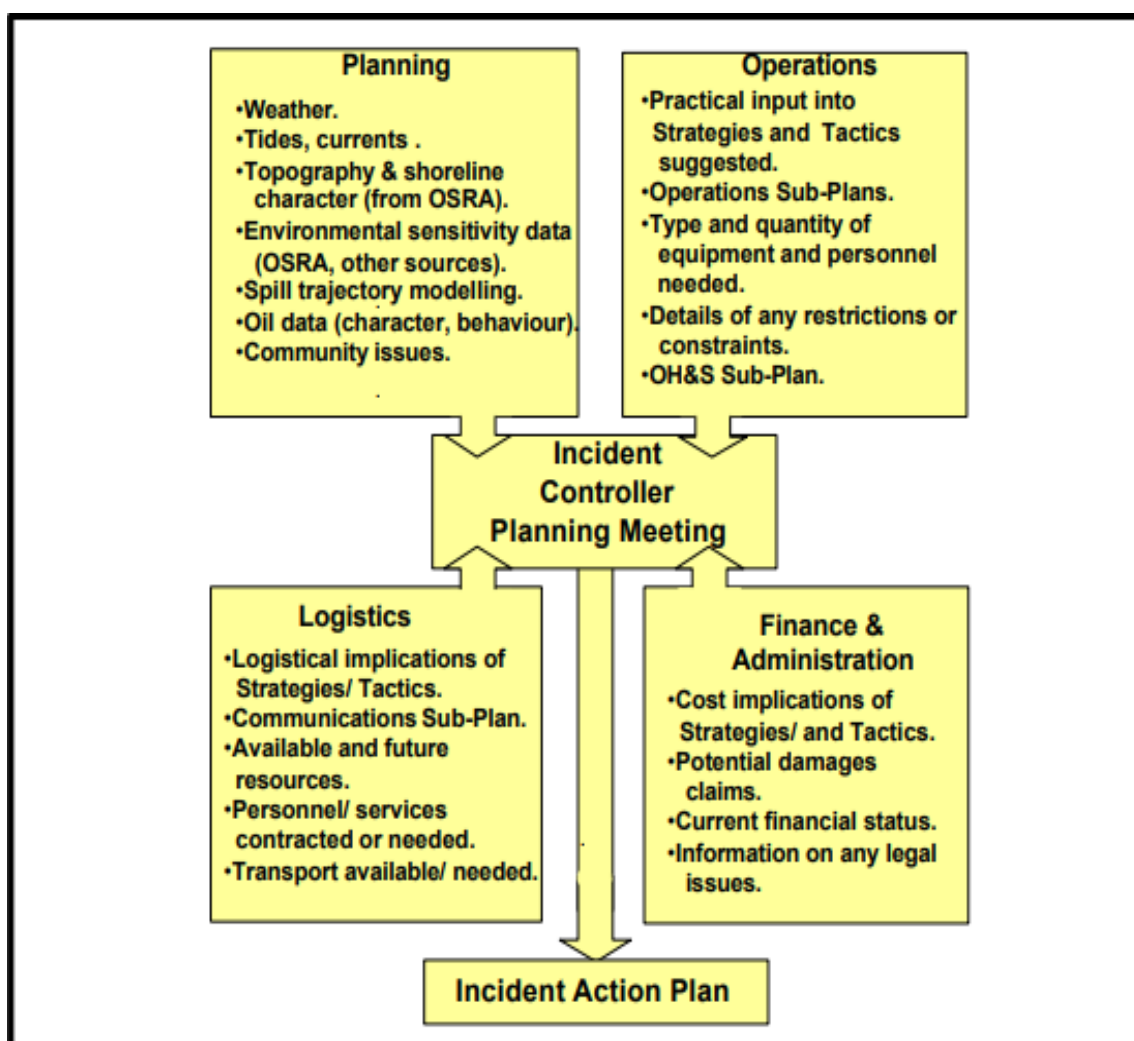 Planning
•Weather.
•Tides, currents .
•Topography & shoreline
character (from OSRA).
•Environmental sensitivity data
(OSRA, other sources).
•Spill trajectory modelling.
•Oil data (character, behaviour).
•Community issues.
Operations
•Practical input into
Strategies and Tactics
suggested.
•Operations Sub-Plans.
•Type and quantity of
equipment and personnel
needed.
•Details of any restrictions or
constraints.
•OH&S Sub-Plan.
Incident
Controller
Planning Meeting
Logistics
•Logistical implications of
Strategies/ Tactics.
•Communications Sub-Plan.
•Available and future
resources.
•Personnel/ services
contracted or needed.
•Transport available/ needed.
Finance &
Administration
•Cost implications of
Strategies/ and Tactics.
•Potential damages
claims.
•Current financial status.
•Information on any legal
issues.
Incident Action Plan